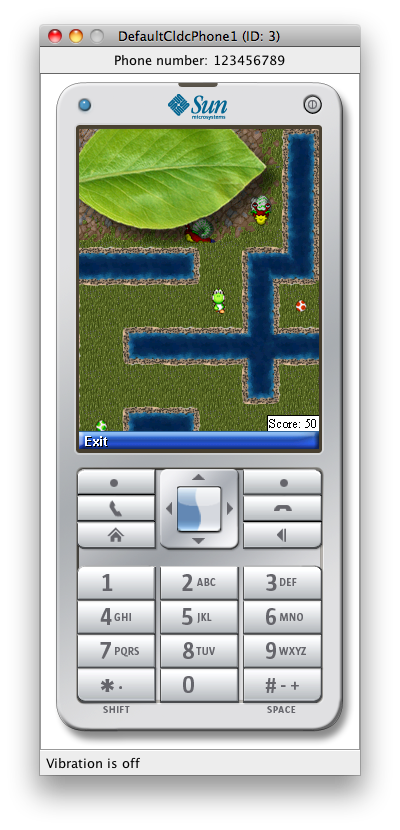 DefaultCldcPhone1 (ID: 3)
Phone number: 123456789
Sun
microsystems
Score: 50
Exit
1 2 ABC 3 DEF
4 GHI 5 JKL 6 MNO
7 PQRS 8 TUV 9 WXYZ
* . 0 # - +
SHIFT SPACE
Vibration is off